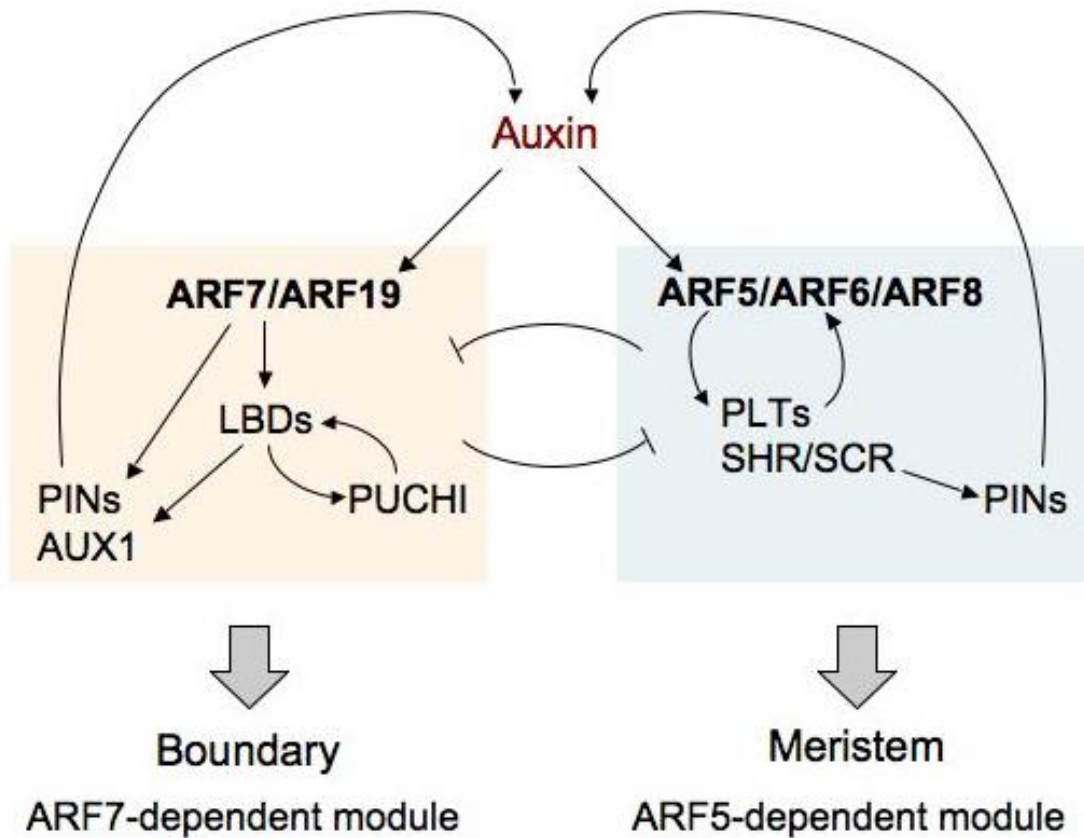 Auxin
ARF7/ARF19
LBDs
PINs
AUX1
PUCHI
ARF5/ARF6/ARF8
PLTs
SHR/SCR
PINs
Boundary
ARF7-dependent module
Meristem
ARF5-dependent module